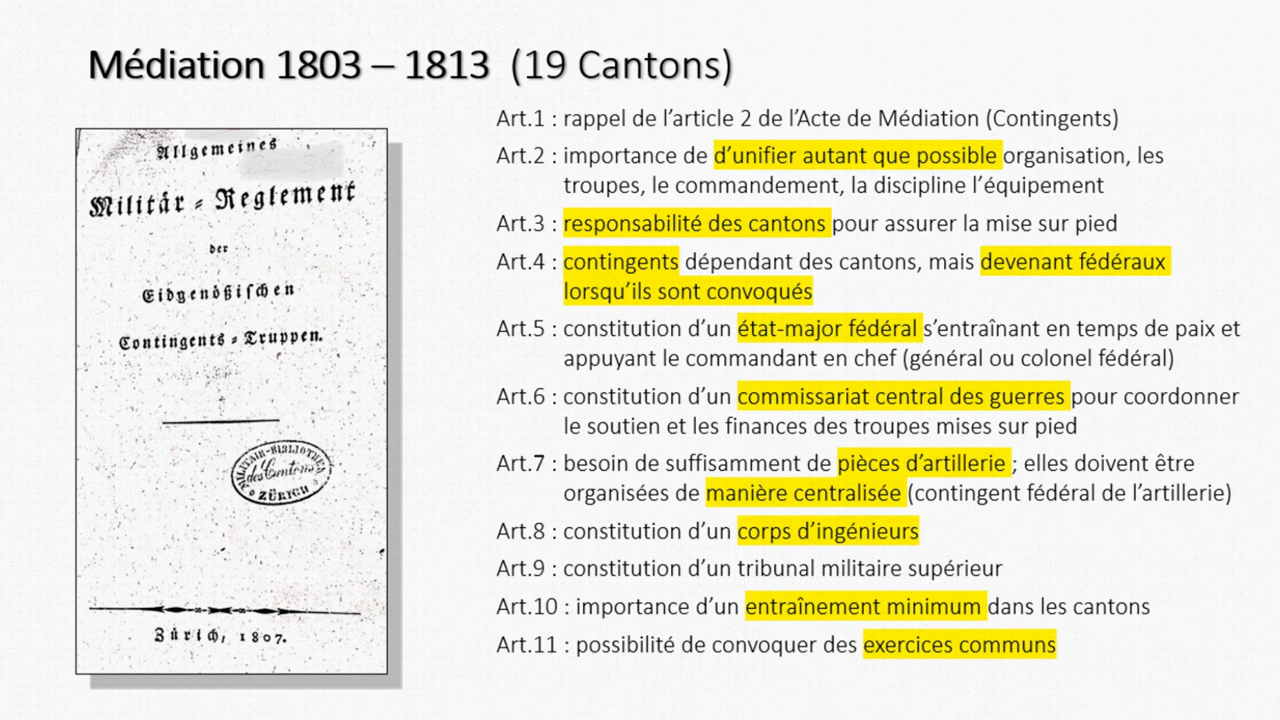 Médiation 1803 – 1813 (19 Cantons)
Allgemeines
Militär = Reglement
der
Eidgenößischen
Contingents = Truppen.
MILITAIR-BIBLIOTHEK
des Cantons
ZÜRICH
Zürich, 1807.
Art.1 : rappel de l’article 2 de l’Acte de Médiation (Contingents)
Art.2 : importance de d’unifier autant que possible organisation, les
troupes, le commandement, la discipline l’équipement
Art.3 : responsabilité des cantons pour assurer la mise sur pied
Art.4 : contingents dépendant des cantons, mais devenant fédéraux
lorsqu’ils sont convoqués
Art.5 : constitution d’un état-major fédéral s’entraînant en temps de paix et
appuyant le commandant en chef (général ou colonel fédéral)
Art.6 : constitution d’un commissariat central des guerres pour coordonner
le soutien et les finances des troupes mises sur pied
Art.7 : besoin de suffisamment de pièces d’artillerie ; elles doivent être
organisées de manière centralisée (contingent fédéral de l’artillerie)
Art.8 : constitution d’un corps d’ingénieurs
Art.9 : constitution d’un tribunal militaire supérieur
Art.10 : importance d’un entraînement minimum dans les cantons
Art.11 : possibilité de convoquer des exercices communs